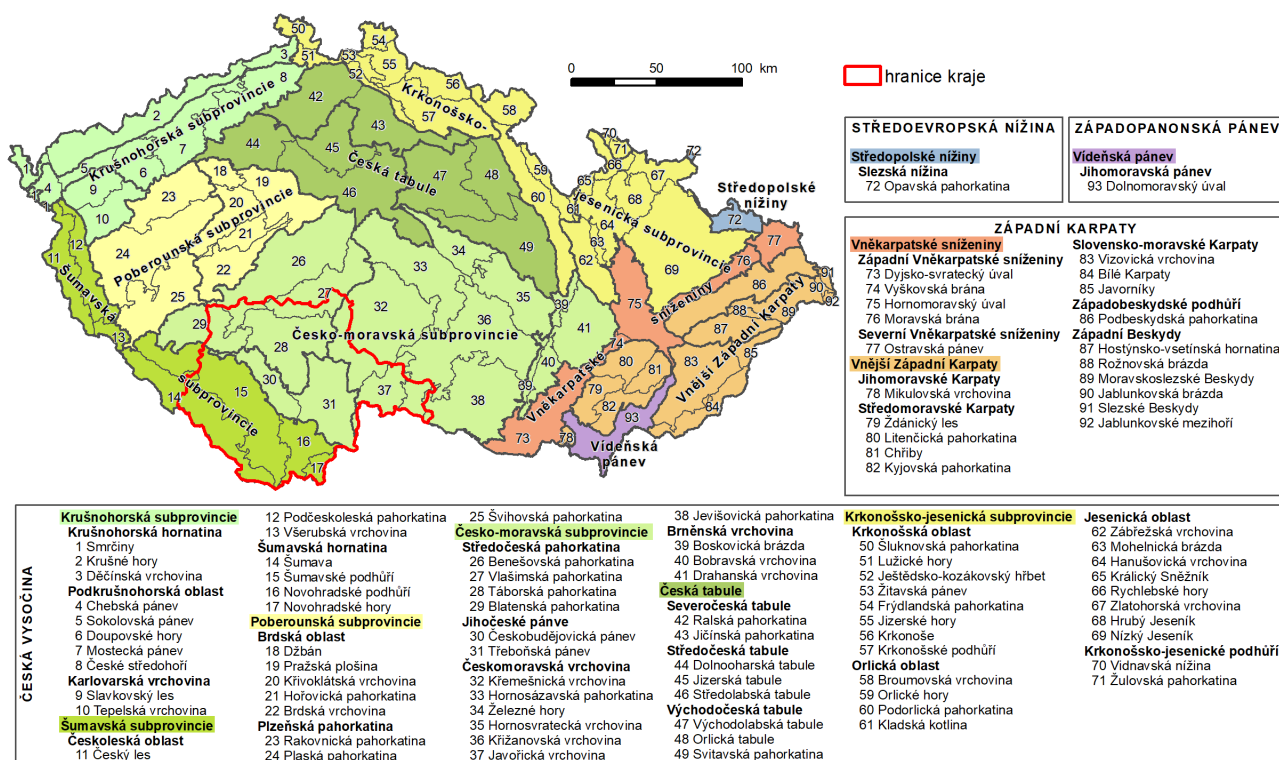 0 50 100 km
hranice kraje
Krušnohorská subprovincie
Krkonošsko-
jesenická subprovincie
Česká tabule
Poberounská subprovincie
Šumavská
subprovincie
Česko-moravská subprovincie
Středopolské
nížiny
Vněkarpatské
sníženiny
Vnější Západní Karpaty
Vídeňská
pánev
STŘEDOEVROPSKÁ NÍŽINA
Středopolské nížiny
Slezská nížina
72 Opavská pahorkatina
ZÁPADOPANONSKÁ PÁNEV
Vídeňská pánev
Jihomoravská pánev
93 Dolnomoravský úval
ZÁPADNÍ KARPATY
Vněkarpatské sníženiny
Západní Vněkarpatské sníženiny
73 Dyjsko-svratecký úval
74 Vyškovská brána
75 Hornomoravský úval
76 Moravská brána
Severní Vněkarpatské sníženiny
77 Ostravská pánev
Vnější Západní Karpaty
Jihomoravské Karpaty
78 Mikulovská vrchovina
Středomoravské Karpaty
79 Ždánický les
80 Litenčická pahorkatina
81 Chřiby
82 Kyjovská pahorkatina
Slovensko-moravské Karpaty
83 Vizovická vrchovina
84 Bílé Karpaty
85 Javorníky
Západobeskydské podhůří
86 Podbeskydská pahorkatina
Západní Beskydy
87 Hostýnsko-vsetínská hornatina
88 Rožnovská brázda
89 Moravskoslezské Beskydy
90 Jablunkovská brázda
91 Slezské Beskydy
92 Jablunkovské mezihoří
ČESKÁ VYSOČINA
Krušnohorská subprovincie
Krušnohorská hornatina
1 Smrčiny
2 Krušné hory
3 Děčínská vrchovina
Podkrušnohorská oblast
4 Chebská pánev
5 Sokolovská pánev
6 Doupovské hory
7 Mostecká pánev
8 České středohoří
Karlovarská vrchovina
9 Slavkovský les
10 Tepelská vrchovina
Šumavská subprovincie
Českoleská oblast
11 Český les
12 Podčeskoleská pahorkatina
13 Všerubská vrchovina
Šumavská hornatina
14 Šumava
15 Šumavské podhůří
16 Novohradské podhůří
17 Novohradské hory
Poberounská subprovincie
Brdská oblast
18 Džbán
19 Pražská plošina
20 Křivoklátská vrchovina
21 Hořovická pahorkatina
22 Brdská vrchovina
Plzeňská pahorkatina
23 Rakovnická pahorkatina
24 Plaská pahorkatina
25 Švihovská pahorkatina
Česko-moravská subprovincie
Středočeská pahorkatina
26 Benešovská pahorkatina
27 Vlašimská pahorkatina
28 Táborská pahorkatina
29 Blatenská pahorkatina
Jihočeské pánve
30 Českobudějovická pánev
31 Třeboňská pánev
Českomoravská vrchovina
32 Křemešnická vrchovina
33 Hornosázavská pahorkatina
34 Železné hory
35 Hornosvratecká vrchovina
36 Křižanovská vrchovina
37 Javořická vrchovina
38 Jevišovická pahorkatina
Brněnská vrchovina
39 Boskovická brázda
40 Bobravská vrchovina
41 Drahanská vrchovina
Česká tabule
Severočeská tabule
42 Ralská pahorkatina
43 Jičínská pahorkatina
Středočeská tabule
44 Dolnooharská tabule
45 Jizerská tabule
46 Středolabská tabule
Východočeská tabule
47 Východolabská tabule
48 Orlická tabule
49 Svitavská pahorkatina
Krkonošsko-jesenická subprovincie
Krkonošská oblast
50 Šluknovská pahorkatina
51 Lužické hory
52 Ještědsko-kozákovský hřbet
53 Žitavská pánev
54 Frýdlandská pahorkatina
55 Jizerské hory
56 Krkonoše
57 Krkonošské podhůří
Orlická oblast
58 Broumovská vrchovina
59 Orlické hory
60 Podorlická pahorkatina
61 Kladská kotlina
Jesenická oblast
62 Zábřežská vrchovina
63 Mohelnická brázda
64 Hanušovická vrchovina
65 Králický Sněžník
66 Rychlebské hory
67 Zlatohorská vrchovina
68 Hrubý Jeseník
69 Nízký Jeseník
Krkonošsko-jesenické podhůří
70 Vidnavská nížina
71 Žulovská pahorkatina